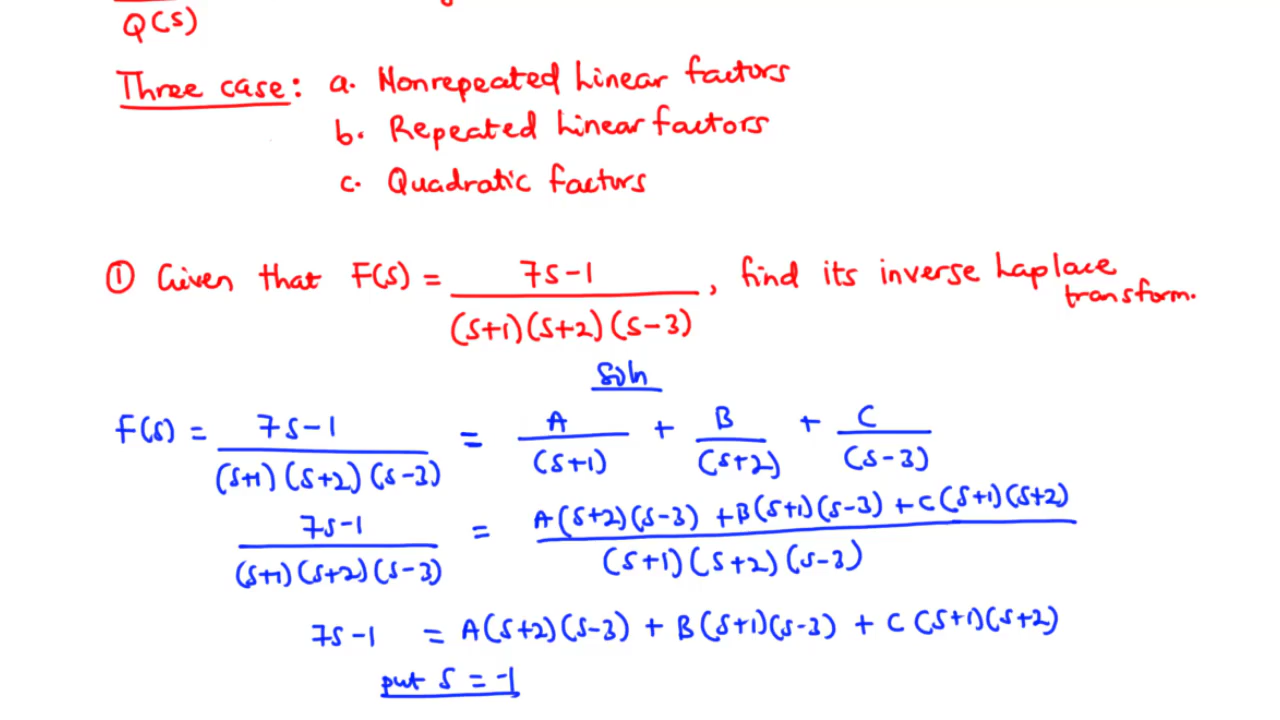 Q(s)
Three case: a. Nonrepeated Linear factors
b. Repeated Linear factors
c. Quadratic factors
① Given that F(s) = 7s-1 / (s+1)(s+2)(s-3), find its inverse Laplace transform.
Soln
F(s) = 7s-1 / (s+1)(s+2)(s-3) = A / (s+1) + B / (s+2) + C / (s-3)
7s-1 / (s+1)(s+2)(s-3) = A(s+2)(s-3) + B(s+1)(s-3) + C(s+1)(s+2) / (s+1)(s+2)(s-3)
7s-1 = A(s+2)(s-3) + B(s+1)(s-3) + C(s+1)(s+2)
put s = -1